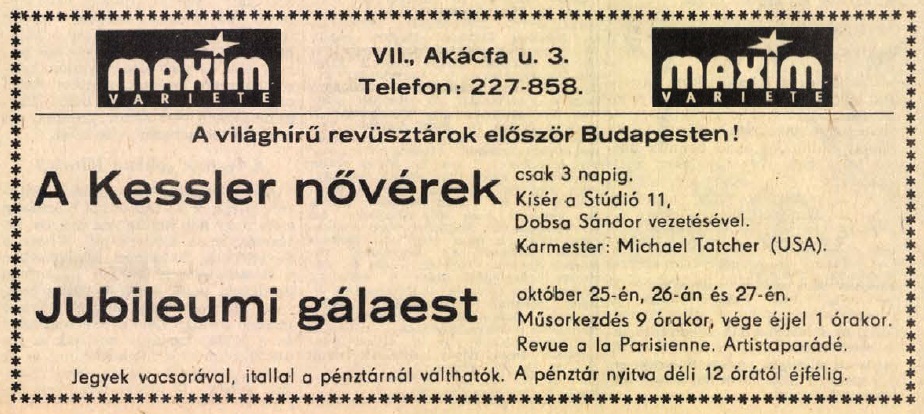 MAXIM
VARIETE
VII., Akácfa u. 3.
Telefon: 227-858.
MAXIM
VARIETE
A világhírű revüsztárok először Budapesten!
A Kessler nővérek
csak 3 napig.
Kísér a Stúdió 11,
Dobsa Sándor vezetésével.
Karmester: Michael Tatcher (USA).
Jubileumi gálaest
október 25-én, 26-án és 27-én.
Műsorkezdés 9 órakor, vége éjjel 1 órakor.
Revue a la Parisienne. Artistaparádé.
Jegyek vacsorával, itallal a pénztárnál válthatók. A pénztár nyitva déli 12 órától éjfélig.